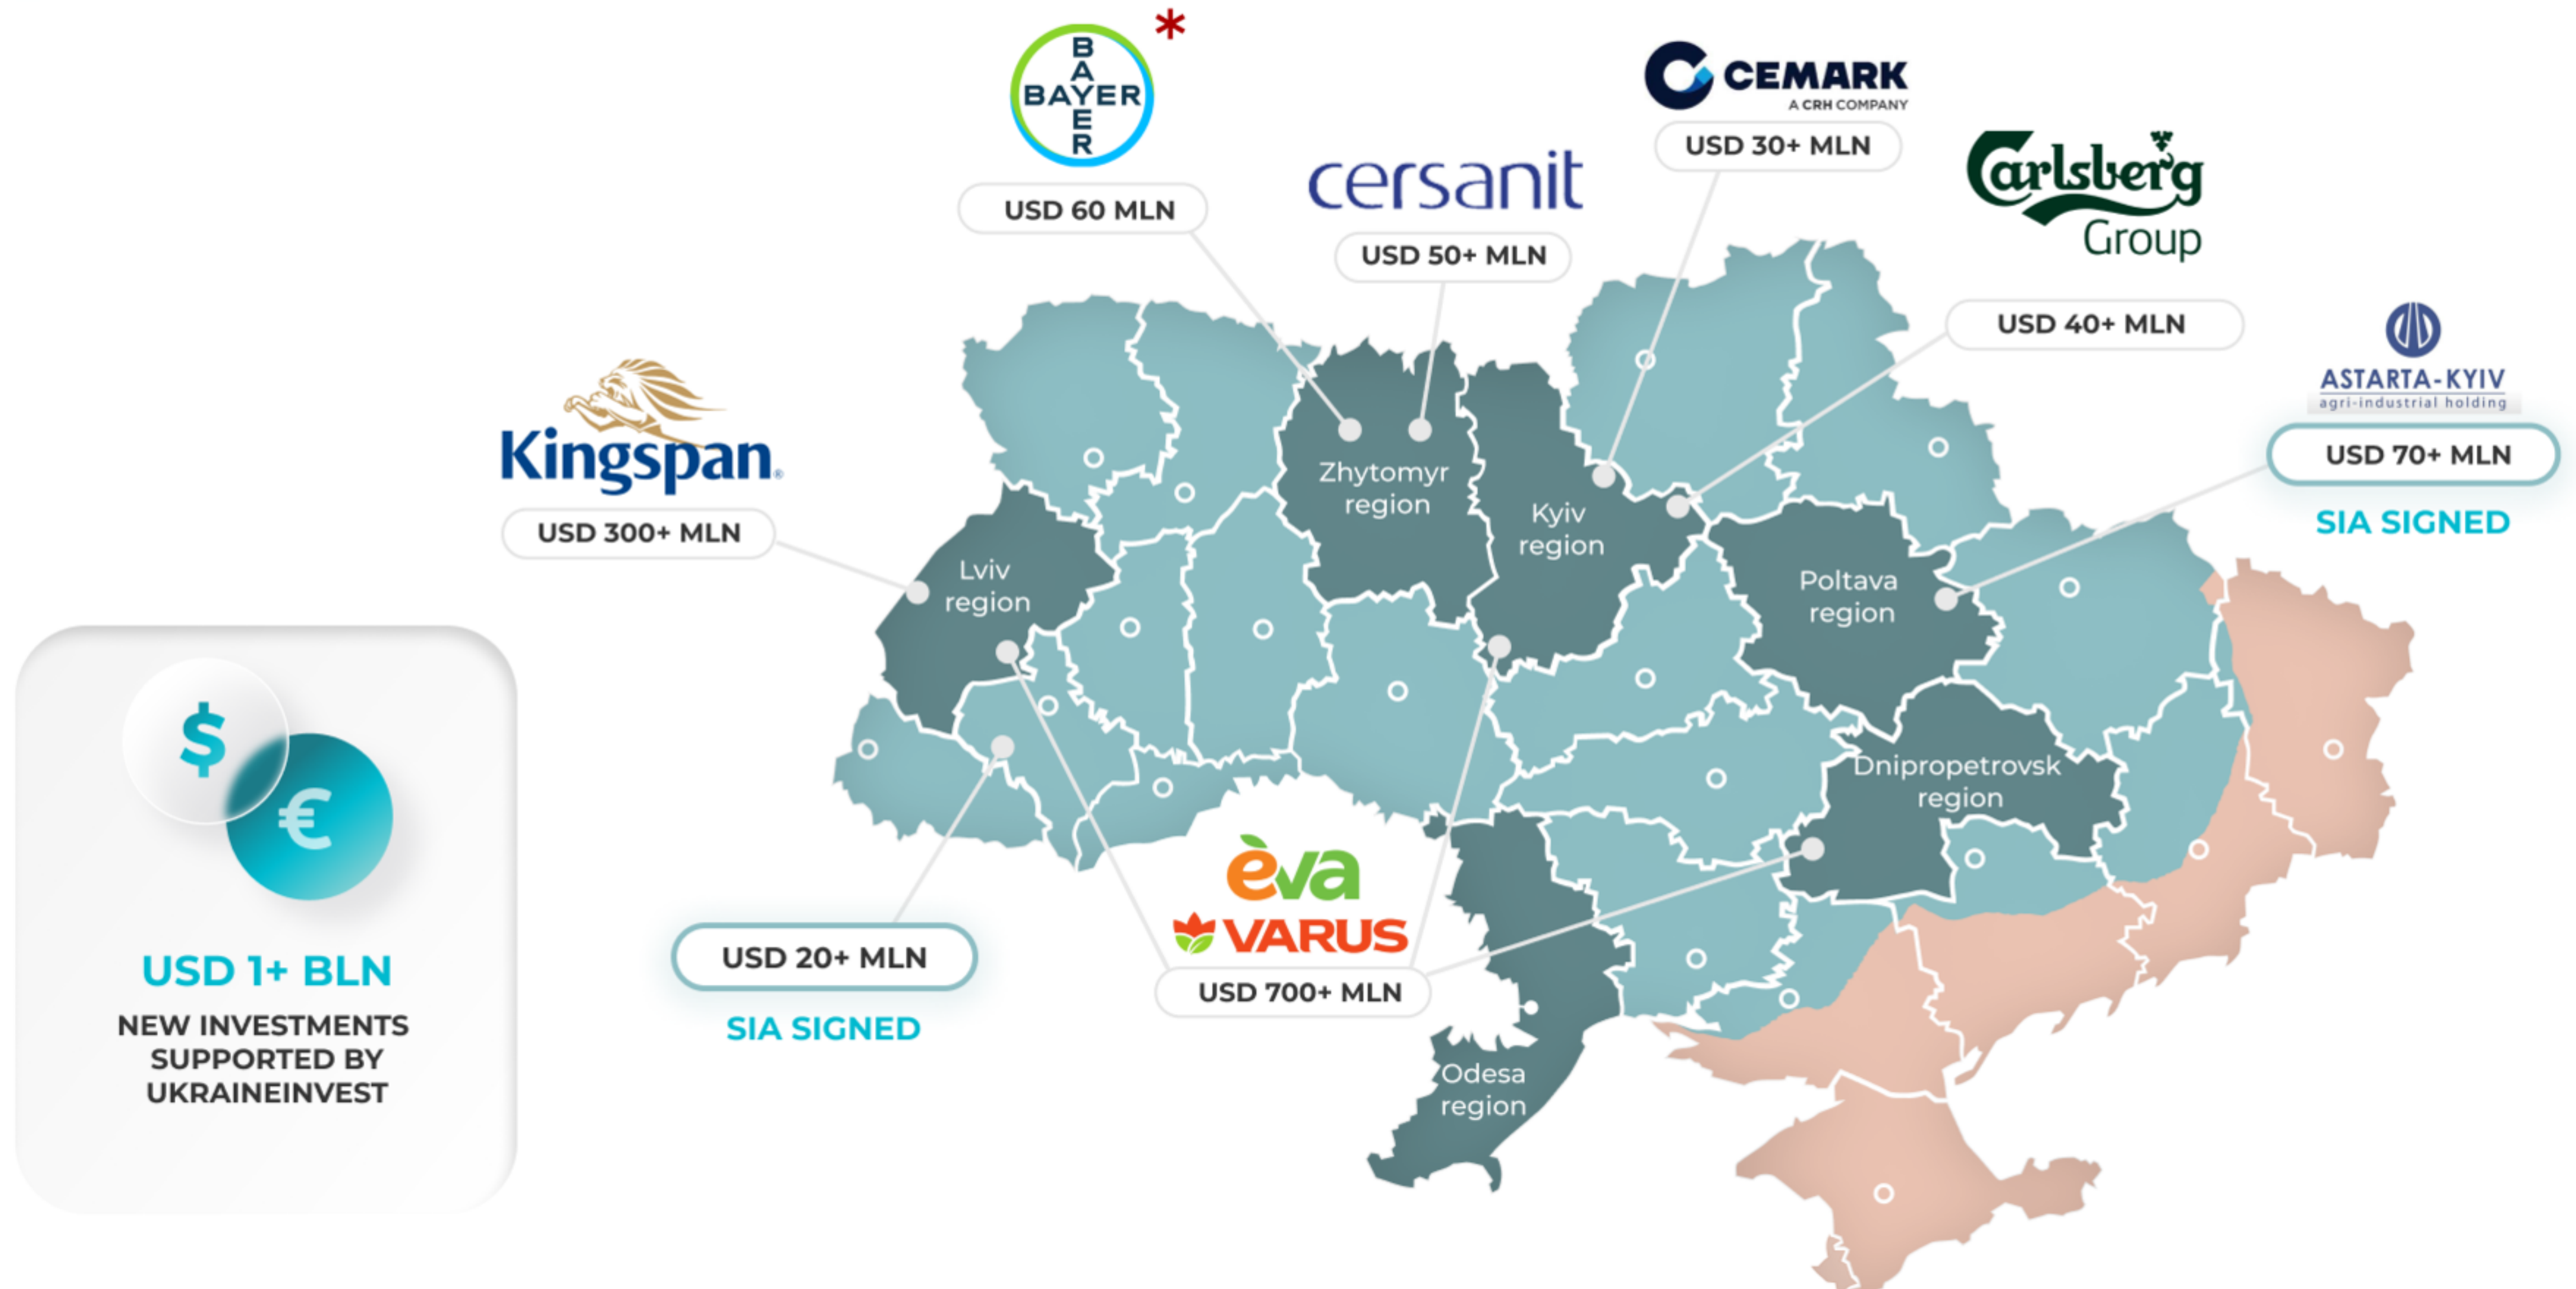 BAYER
BAYER
*
USD 60 MLN
cersanit
USD 50+ MLN
CEMARK
A CRH COMPANY
USD 30+ MLN
Carlsberg
Group
USD 40+ MLN
ASTARTA-KYIV
agri-industrial holding
USD 70+ MLN
SIA SIGNED
Kingspan®
USD 300+ MLN
Zhytomyr
region
Kyiv
region
Lviv
region
Poltava
region
Dnipropetrovsk
region
Odesa
region
eva
VARUS
USD 700+ MLN
USD 20+ MLN
SIA SIGNED
$
€
USD 1+ BLN
NEW INVESTMENTS
SUPPORTED BY
UKRAINEINVEST